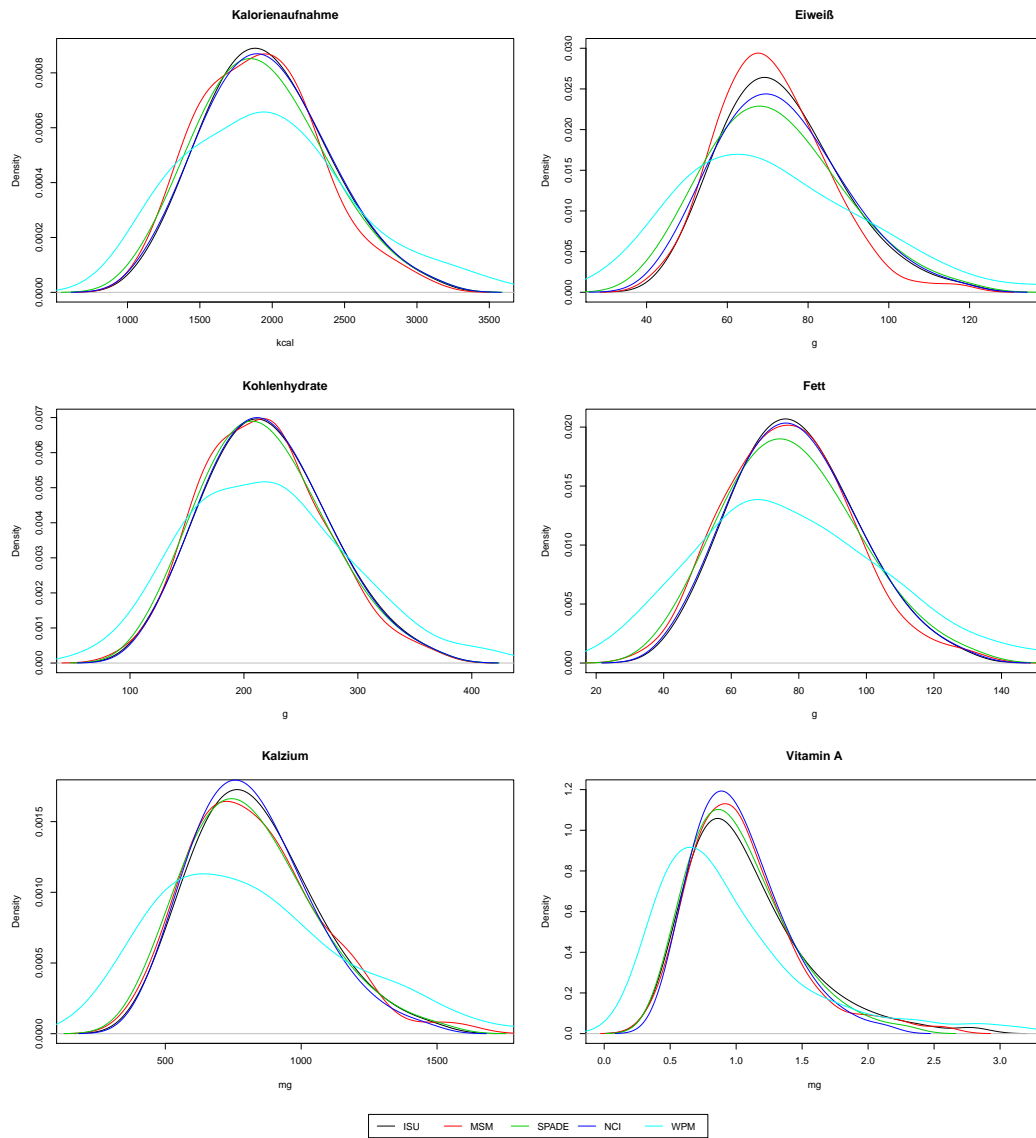 Kalorienaufnahme
Density
0.0000 0.0002 0.0004 0.0006 0.0008
1000 1500 2000 2500 3000 3500
kcal
Eiweiß
Density
0.000 0.005 0.010 0.015 0.020 0.025 0.030
40 60 80 100 120
g
Kohlenhydrate
Density
0.000 0.001 0.002 0.003 0.004 0.005 0.006 0.007
100 200 300 400
g
Fett
Density
0.000 0.005 0.010 0.015 0.020
20 40 60 80 100 120 140
g
Kalzium
Density
0.0000 0.0005 0.0010 0.0015
500 1000 1500
mg
Vitamin A
Density
0.0 0.2 0.4 0.6 0.8 1.0 1.2
0.0 0.5 1.0 1.5 2.0 2.5 3.0
mg
ISU MSM SPADE NCI WPM